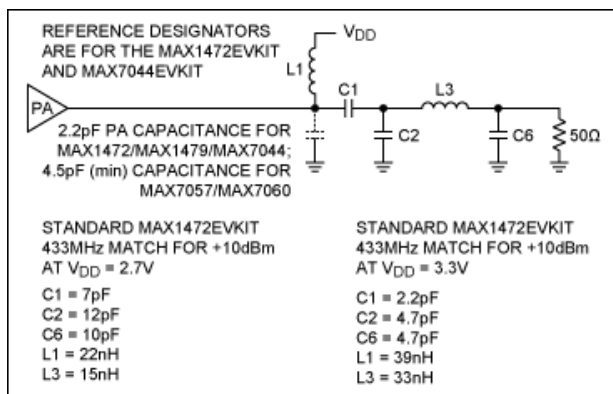 REFERENCE DESIGNATORS
ARE FOR THE MAX1472EVKIT
AND MAX7044EVKIT
VDD
L1
C1
L3
PA
C2
C6
50Ω
2.2pF PA CAPACITANCE FOR
MAX1472/MAX1479/MAX7044;
4.5pF (min) CAPACITANCE FOR
MAX7057/MAX7060
STANDARD MAX1472EVKIT
433MHz MATCH FOR +10dBm
AT VDD = 2.7V
C1 = 7pF
C2 = 12pF
C6 = 10pF
L1 = 22nH
L3 = 15nH
STANDARD MAX1472EVKIT
433MHz MATCH FOR +10dBm
AT VDD = 3.3V
C1 = 2.2pF
C2 = 4.7pF
C6 = 4.7pF
L1 = 39nH
L3 = 33nH